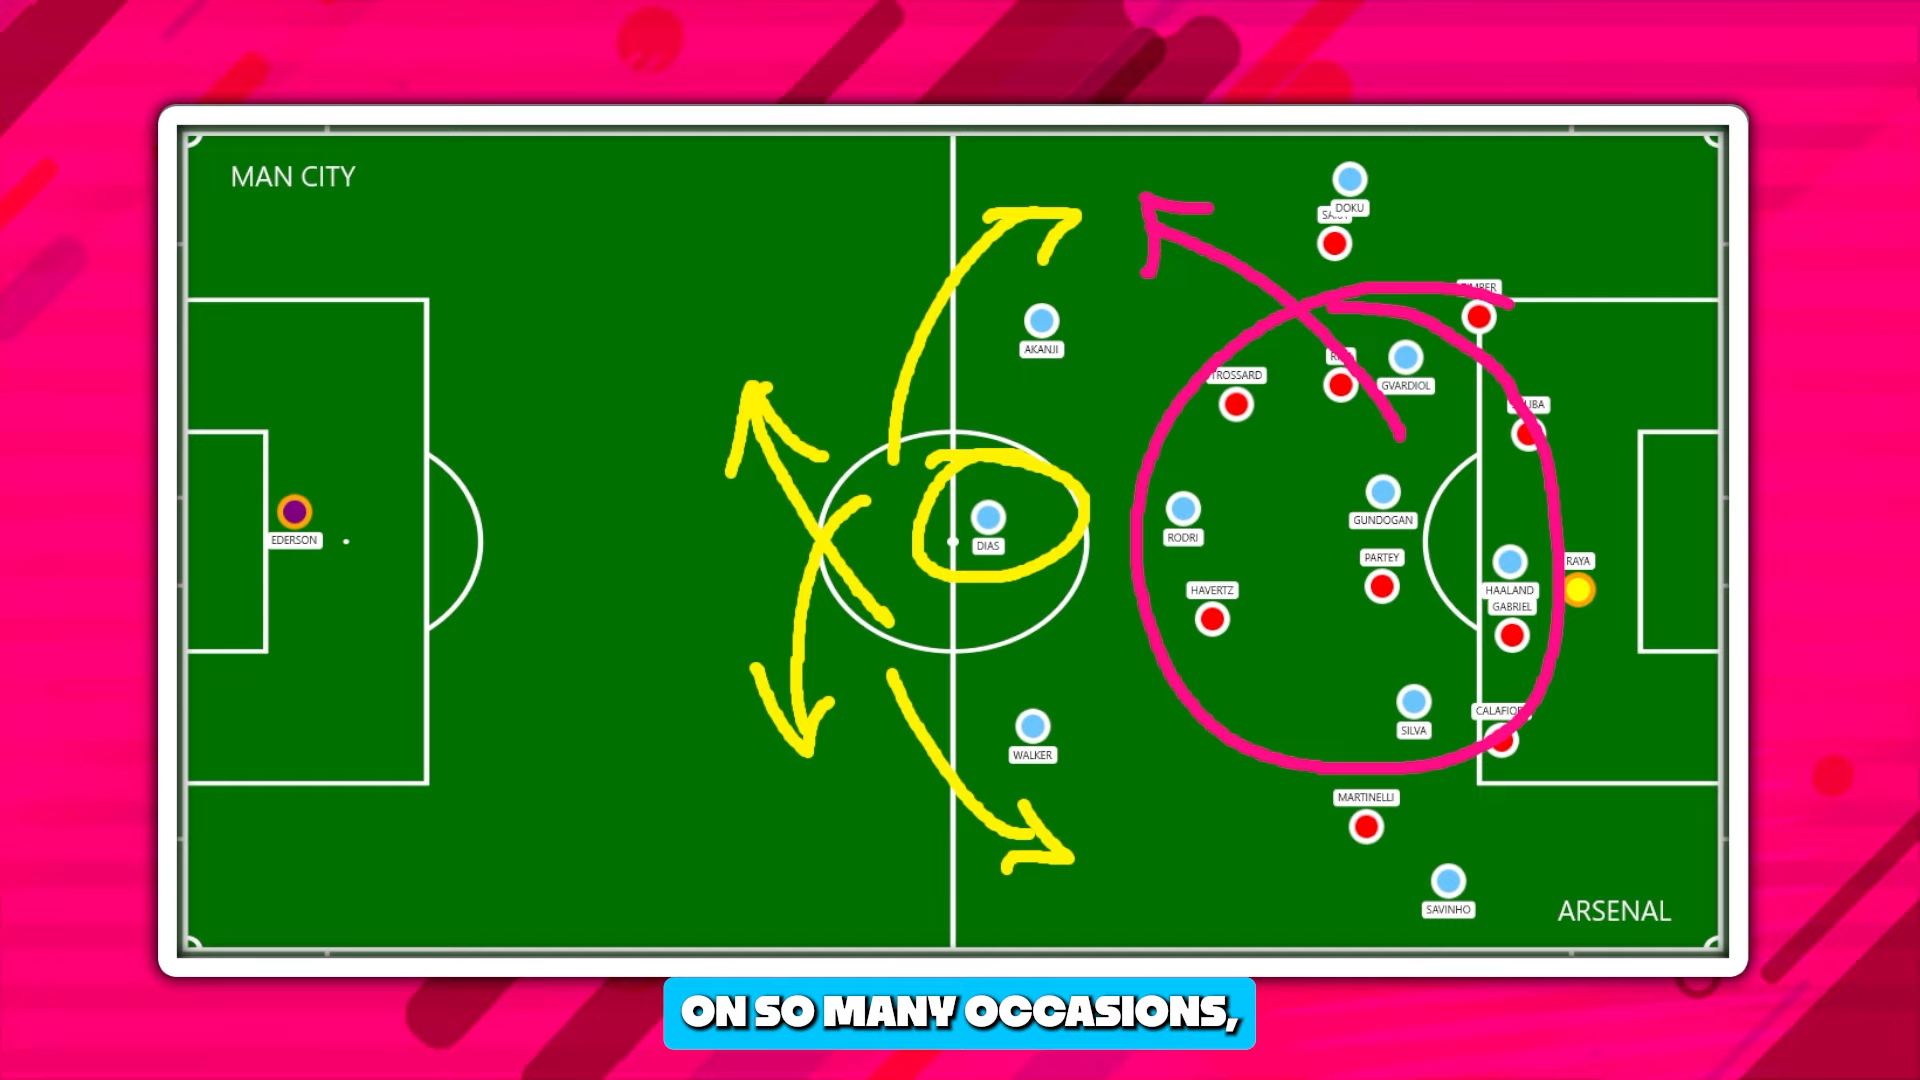 MAN CITY
DOKU
AKANJI
TROSSARD
GVARDIOL
EDERSON
DIAS
RODRI
GUNDOGAN
PARTEY
RAYA
HAVERTZ
HAALAND
GABRIEL
WALKER
SILVA
MARTINELLI
SAVINHO
ARSENAL
ON SO MANY OCCASIONS,